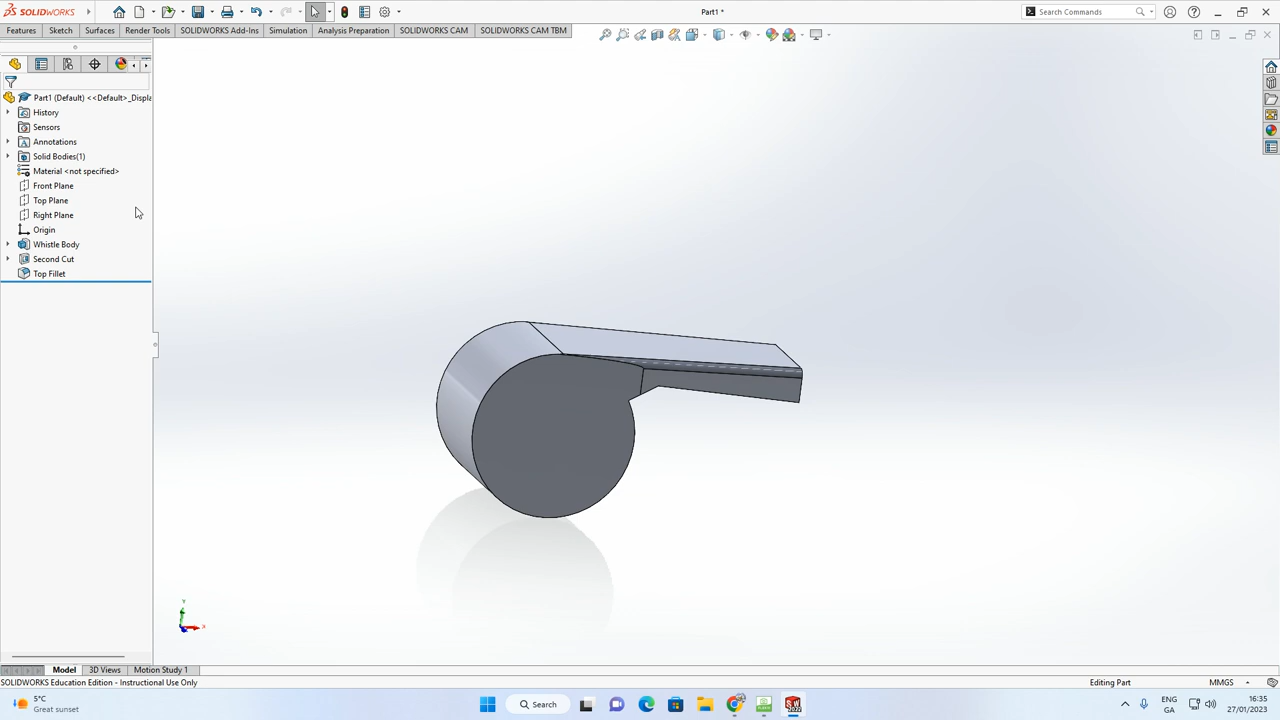 SOLIDWORKS
Part1 *
Search Commands
Features Sketch Surfaces Render Tools SOLIDWORKS Add-Ins Simulation Analysis Preparation SOLIDWORKS CAM SOLIDWORKS CAM TBM
Part1 (Default) <<Default>_Displa
History
Sensors
Annotations
Solid Bodies(1)
Material <not specified>
Front Plane
Top Plane
Right Plane
Origin
Whistle Body
Second Cut
Top Fillet
Model 3D Views Motion Study 1
SOLIDWORKS Education Edition - Instructional Use Only
Editing Part
MMGS
5°C
Great sunset
Search
ENG
GA
16:35
27/01/2023